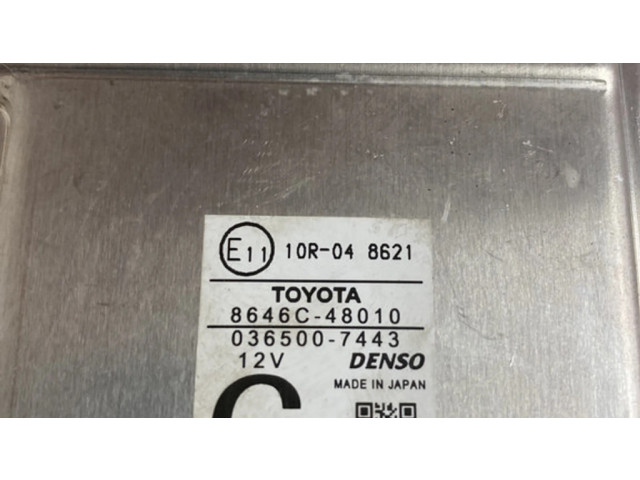 E11 10R-04 8621
TOYOTA
8646C-48010
036500-7443
12V DENSO
MADE IN JAPAN
C